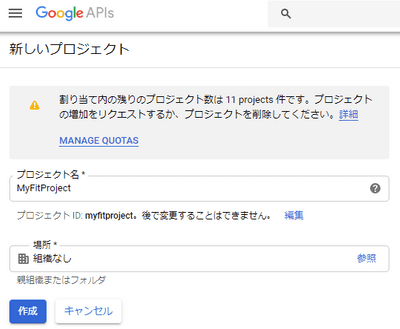 Google APIs
新しいプロジェクト
割り当て内の残りのプロジェクト数は 11 projects 件です。プロジェクト
の増加をリクエストするか、プロジェクトを削除してください。詳細
MANAGE QUOTAS
プロジェクト名 *
MyFitProject
プロジェクト ID: myfitproject。後で変更することはできません。 編集
場所 *
組織なし 参照
親組織またはフォルダ
作成 キャンセル